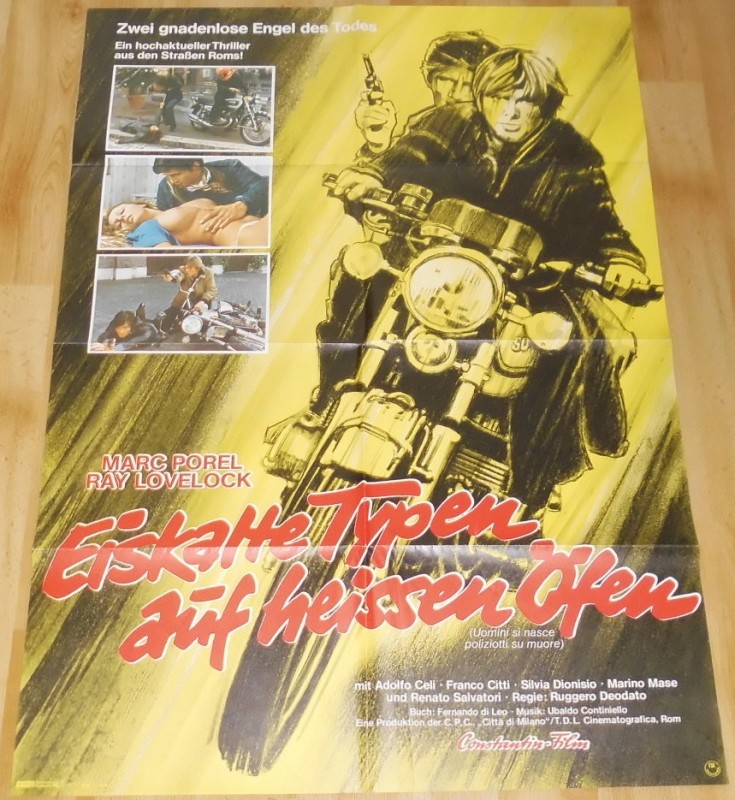 Zwei gnadenlose Engel des Todes
Ein hochaktueller Thriller
aus den Straßen Roms!
MARC POREL
RAY LOVELOCK
Eiskalte Typen
auf heissen Öfen
(Uomini si nasce
poliziotti su muore)
mit Adolfo Celi · Franco Citti · Silvia Dionisio · Marino Mase
und Renato Salvatori · Regie: Ruggero Deodato
Buch: Fernando di Leo · Musik: Ubaldo Continiello
Eine Produktion der C.P.C., „Città di Milano"/T.D.L. Cinematografica, Rom
Constantin-Film